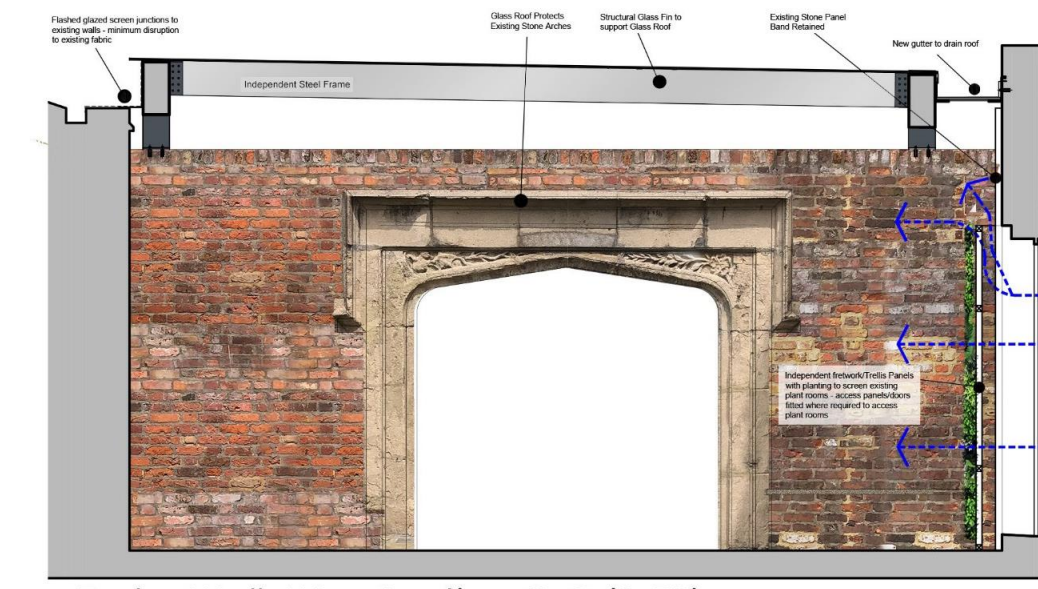 Flashed glazed screen junctions to
existing walls - minimum disruption
to existing fabric
Glass Roof Protects
Existing Stone Arches
Structural Glass Fin to
support Glass Roof
Existing Stone Panel
Band Retained
New gutter to drain roof
Independent Steel Frame
Independent fretwork/Trellis Panels
with planting to screen existing
plant rooms - access panels/doors
fitted where required to access
plant rooms